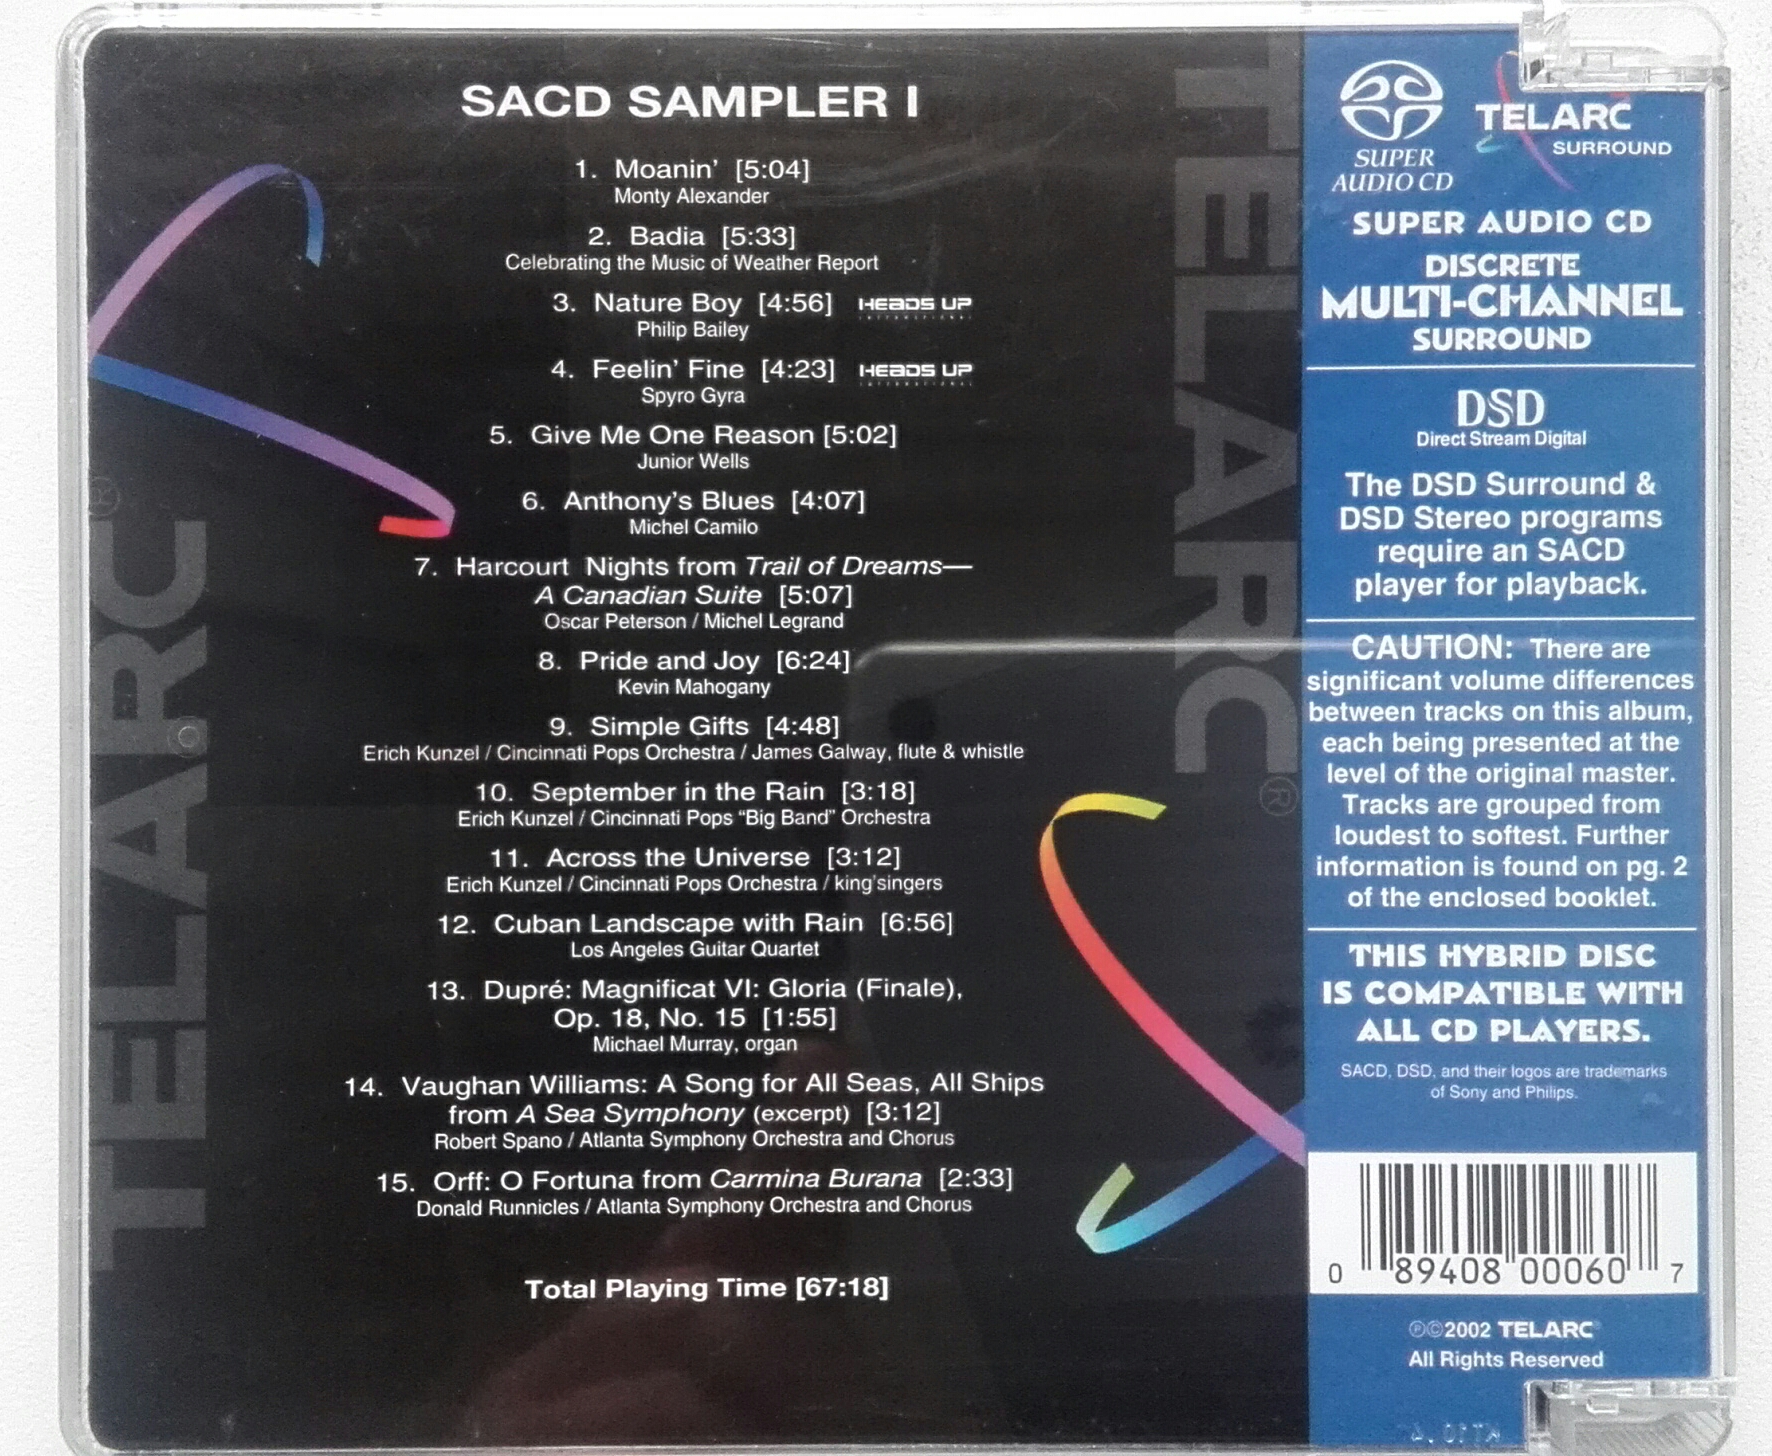 SACD SAMPLER I
1. Moanin' [5:04]
Monty Alexander
2. Badia [5:33]
Celebrating the Music of Weather Report
3. Nature Boy [4:56] HEADS UP
Philip Bailey
4. Feelin' Fine [4:23] HEADS UP
Spyro Gyra
5. Give Me One Reason [5:02]
Junior Wells
6. Anthony's Blues [4:07]
Michel Camilo
7. Harcourt Nights from Trail of Dreams—
A Canadian Suite [5:07]
Oscar Peterson / Michel Legrand
8. Pride and Joy [6:24]
Kevin Mahogany
9. Simple Gifts [4:48]
Erich Kunzel / Cincinnati Pops Orchestra / James Galway, flute & whistle
10. September in the Rain [3:18]
Erich Kunzel / Cincinnati Pops "Big Band" Orchestra
11. Across the Universe [3:12]
Erich Kunzel / Cincinnati Pops Orchestra / king'singers
12. Cuban Landscape with Rain [6:56]
Los Angeles Guitar Quartet
13. Dupré: Magnificat VI: Gloria (Finale),
Op. 18, No. 15 [1:55]
Michael Murray, organ
14. Vaughan Williams: A Song for All Seas, All Ships
from A Sea Symphony (excerpt) [3:12]
Robert Spano / Atlanta Symphony Orchestra and Chorus
15. Orff: O Fortuna from Carmina Burana [2:33]
Donald Runnicles / Atlanta Symphony Orchestra and Chorus
Total Playing Time [67:18]
TELARC®
TELARC®
SUPER
AUDIO CD
TELARC
SURROUND
SUPER AUDIO CD
DISCRETE
MULTI-CHANNEL
SURROUND
DSD
Direct Stream Digital
The DSD Surround &
DSD Stereo programs
require an SACD
player for playback.
CAUTION: There are
significant volume differences
between tracks on this album,
each being presented at the
level of the original master.
Tracks are grouped from
loudest to softest. Further
information is found on pg. 2
of the enclosed booklet.
THIS HYBRID DISC
IS COMPATIBLE WITH
ALL CD PLAYERS.
SACD, DSD, and their logos are trademarks
of Sony and Philips.
0 89408 00060 7
℗©2002 TELARC
All Rights Reserved